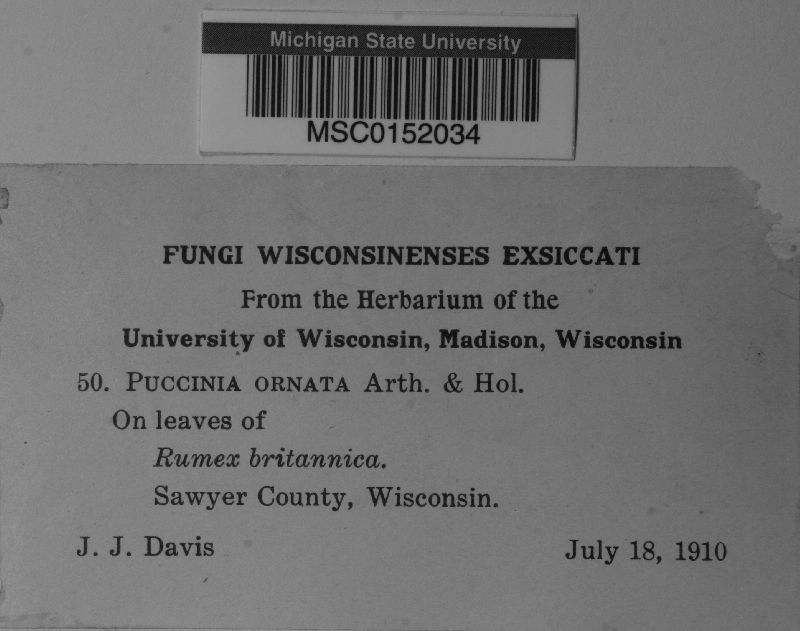 Michigan State University
MSC0152034
FUNGI WISCONSINENSES EXSICCATI
From the Herbarium of the
University of Wisconsin, Madison, Wisconsin
50. PUCCINIA ORNATA Arth. & Hol.
On leaves of
Rumex britannica.
Sawyer County, Wisconsin.
J. J. Davis July 18, 1910